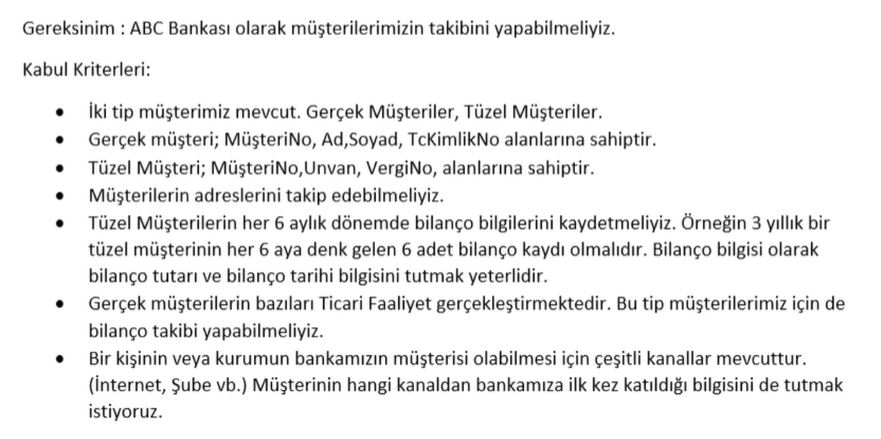 Gereksinim : ABC Bankası olarak müşterilerimizin takibini yapabilmeliyiz.
Kabul Kriterleri:
• İki tip müşterimiz mevcut. Gerçek Müşteriler, Tüzel Müşteriler.
• Gerçek müşteri; MüşteriNo, Ad,Soyad, TcKimlikNo alanlarına sahiptir.
• Tüzel Müşteri; MüşteriNo,Unvan, VergiNo, alanlarına sahiptir.
• Müşterilerin adreslerini takip edebilmeliyiz.
• Tüzel Müşterilerin her 6 aylık dönemde bilanço bilgilerini kaydetmeliyiz. Örneğin 3 yıllık bir
tüzel müşterinin her 6 aya denk gelen 6 adet bilanço kaydı olmalıdır. Bilanço bilgisi olarak
bilanço tutarı ve bilanço tarihi bilgisini tutmak yeterlidir.
• Gerçek müşterilerin bazıları Ticari Faaliyet gerçekleştirmektedir. Bu tip müşterilerimiz için de
bilanço takibi yapabilmeliyiz.
• Bir kişinin veya kurumun bankamızın müşterisi olabilmesi için çeşitli kanallar mevcuttur.
(İnternet, Şube vb.) Müşterinin hangi kanaldan bankamıza ilk kez katıldığı bilgisini de tutmak
istiyoruz.